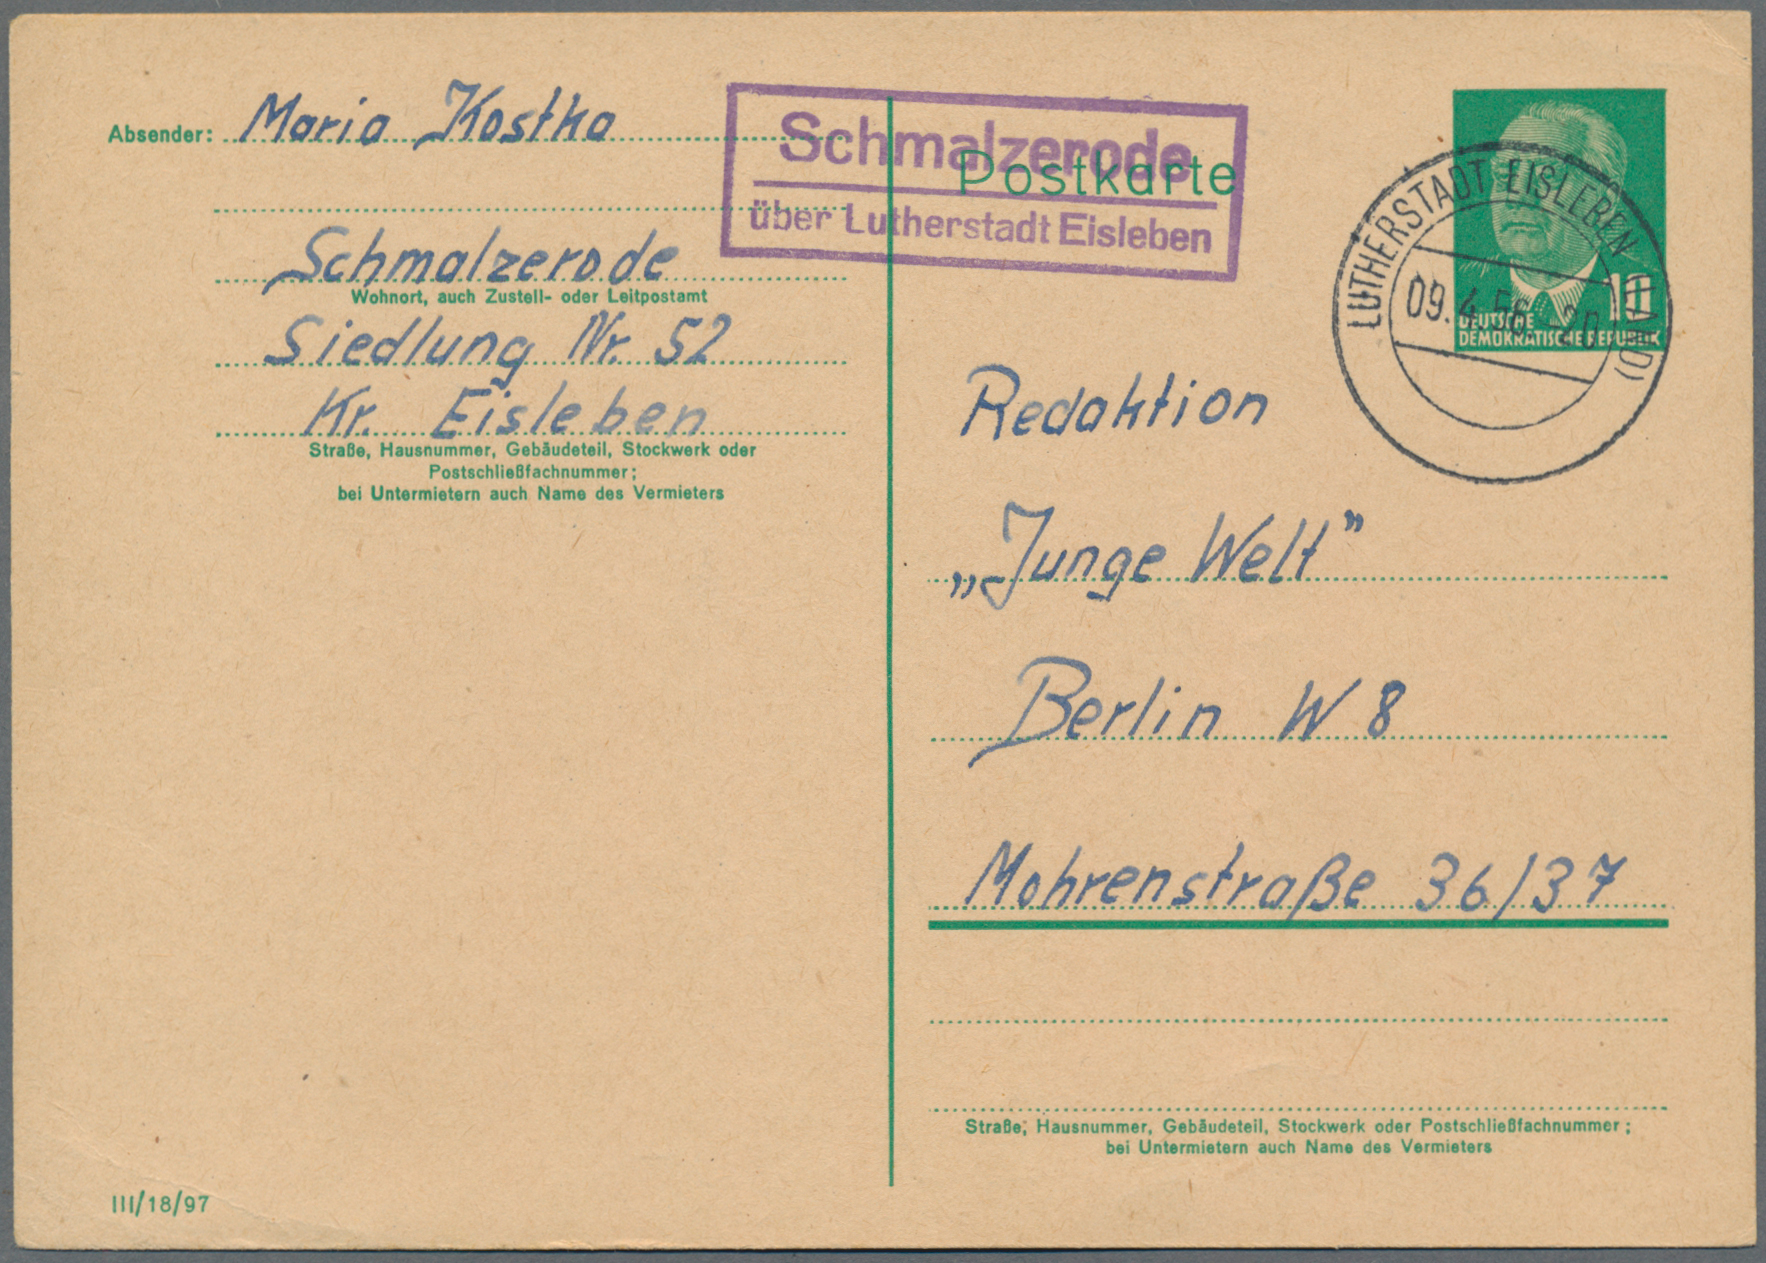 Absender: Maria Kostka
Schmalzerode
Wohnort, auch Zustell- oder Leitpostamt
Siedlung Nr. 52
Kr. Eisleben
Straße, Hausnummer, Gebäudeteil, Stockwerk oder
Postschließfachnummer;
bei Untermietern auch Name des Vermieters
III/18/97
Schmalzerode
über Lutherstadt Eisleben
Postkarte
10
DEUTSCHE
DEMOKRATISCHE REPUBLIK
LUTHERSTADT EISLEBEN
09.4.56 -20
Redaktion
„Junge Welt”
Berlin W 8
Mohrenstraße 36/37
Straße, Hausnummer, Gebäudeteil, Stockwerk oder Postschließfachnummer;
bei Untermietern auch Name des Vermieters